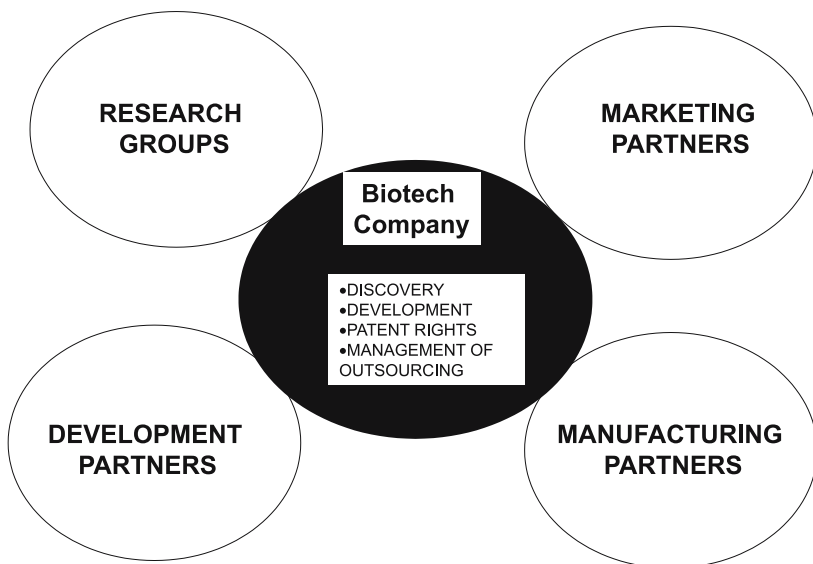 RESEARCH
GROUPS
MARKETING
PARTNERS
Biotech
Company
•DISCOVERY
•DEVELOPMENT
•PATENT RIGHTS
•MANAGEMENT OF
OUTSOURCING
DEVELOPMENT
PARTNERS
MANUFACTURING
PARTNERS